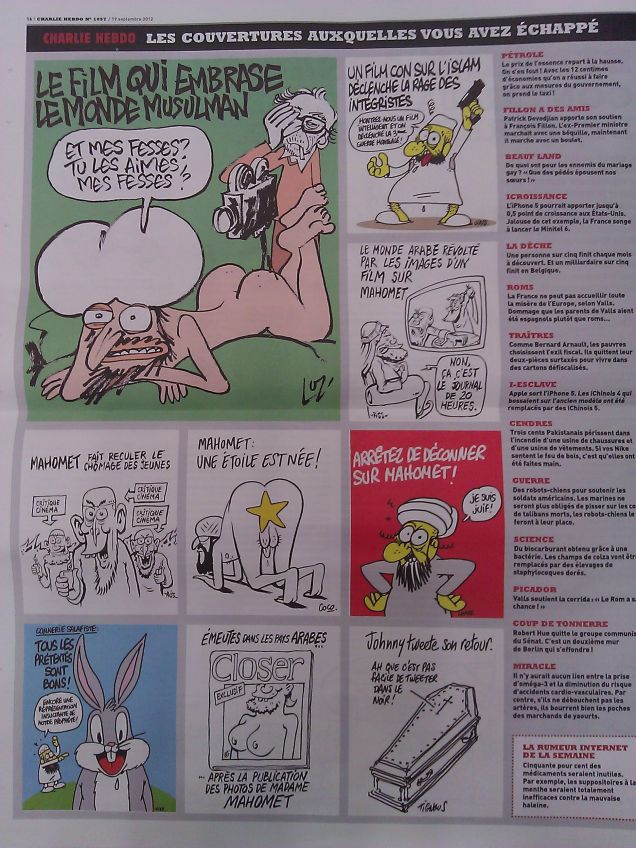 16 / CHARLIE HEBDO N° 1057 / 19 septembre 2012
CHARLIE HEBDO LES COUVERTURES AUXQUELLES VOUS AVEZ ÉCHAPPÉ
LE FILM QUI EMBRASE
LE MONDE MUSULMAN
ET MES FESSES?
TU LES AIMES,
MES FESSES?
LUZ
UN FILM CON SUR L'ISLAM
DÉCLENCHE LA RAGE DES
INTÉGRISTES
MONTREZ-NOUS UN FILM
INTELLIGENT ET ON
DÉCLENCHE LA 3ème
GUERRE MONDIALE!
LE MONDE ARABE RÉVOLTÉ
PAR LES IMAGES D'UN
FILM SUR
MAHOMET
NON,
ÇA C'EST
LE JOURNAL
DE 20
HEURES.
MAHOMET FAIT RECULER LE
CHÔMAGE DES JEUNES
CRITIQUE
CINÉMA
CRITIQUE
CINÉMA
CRITIQUE
CINÉMA
MAHOMET:
UNE ÉTOILE EST NÉE!
COCO
ARRÊTEZ DE DÉCONNER
SUR MAHOMET!
JE SUIS
JUIF!
CONNERIE SALAFISTE:
TOUS LES
PRÉTEXTES
SONT
BONS!
ENCORE UNE
REPRÉSENTATION
INSULTANTE DE
NOTRE PROPHÈTE!
ÉMEUTES DANS LES PAYS ARABES
...
Closer
EXCLUSIF
... APRÈS LA PUBLICATION
DES PHOTOS DE MADAME
MAHOMET
Johnny tweete son retour.
AH QUE C'EST PAS
FACILE DE TWEETER
DANS LE
NOIR!
TIGNOUS
PÉTROLE
Le prix de l'essence repart à la hausse.
On s'en fout! Avec les 12 centimes
d'économies qu'on a réussi à faire
grâce aux mesures du gouvernement,
on prend le taxi!
FILLON A DES AMIS
Patrick Devedjian apporte son soutien
à François Fillon. L'ex-Premier ministre
marchait avec une béquille, maintenant
il marche avec un boulet.
BEAUF LAND
De quoi ont peur les ennemis du mariage
gay? « Que des pédés épousent nos
sœurs! »
ICROISSANCE
L'iPhone 5 pourrait apporter jusqu'à
0,5 point de croissance aux États-Unis.
Jalouse de cet exemple, la France songe
à lancer le Minitel 6.
LA DÈCHE
Une personne sur cinq finit chaque mois
à découvert. Et un milliardaire sur cinq
finit en Belgique.
ROMS
La France ne peut pas accueillir toute
la misère de l'Europe, selon Valls.
Dommage que les parents de Valls aient
été espagnols plutôt que roms...
TRAÎTRES
Comme Bernard Arnault, les pauvres
choisissent l'exil fiscal. Ils quittent leur
deux-pièces surtaxés pour vivre dans
des cartons défiscalisés.
I-ESCLAVE
Apple sort l'iPhone 5. Les iChinois 4 qui
bossaient sur l'ancien modèle ont été
remplacés par des iChinois 5.
CENDRES
Trois cents Pakistanais périssent dans
l'incendie d'une usine de chaussures et
d'une usine de vêtements. Si vos Nike
sentent le feu de bois, c'est qu'elles ont
été faites main.
GUERRE
Des robots-chiens pour soutenir les
soldats américains. Les marines ne
seront plus obligés de pisser sur les co
de talibans morts, les robots-chiens le
feront à leur place.
SCIENCE
Du biocarburant obtenu grâce à une
bactérie. Les champs de colza vont être
remplacés par des élevages de
staphylocoques dorés.
PICADOR
Valls soutient la corrida: « Le Rom a sa
chance! »
COUP DE TONNERRE
Robert Hue quitte le groupe communis
du Sénat. C'est un deuxième mur
de Berlin qui s'effondre!
MIRACLE
Il n'y aurait aucun lien entre la prise
d'oméga-3 et la diminution du risque
d'accidents cardio-vasculaires. Par
contre, s'ils ne débouchent pas les
artères, ils bourrent bien les poches
des marchands de yaourts.
LA RUMEUR INTERNET
DE LA SEMAINE
Cinquante pour cent des
médicaments seraient inutiles.
Par exemple, les suppositoires à la
menthe seraient totalement
inefficaces contre la mauvaise
haleine.